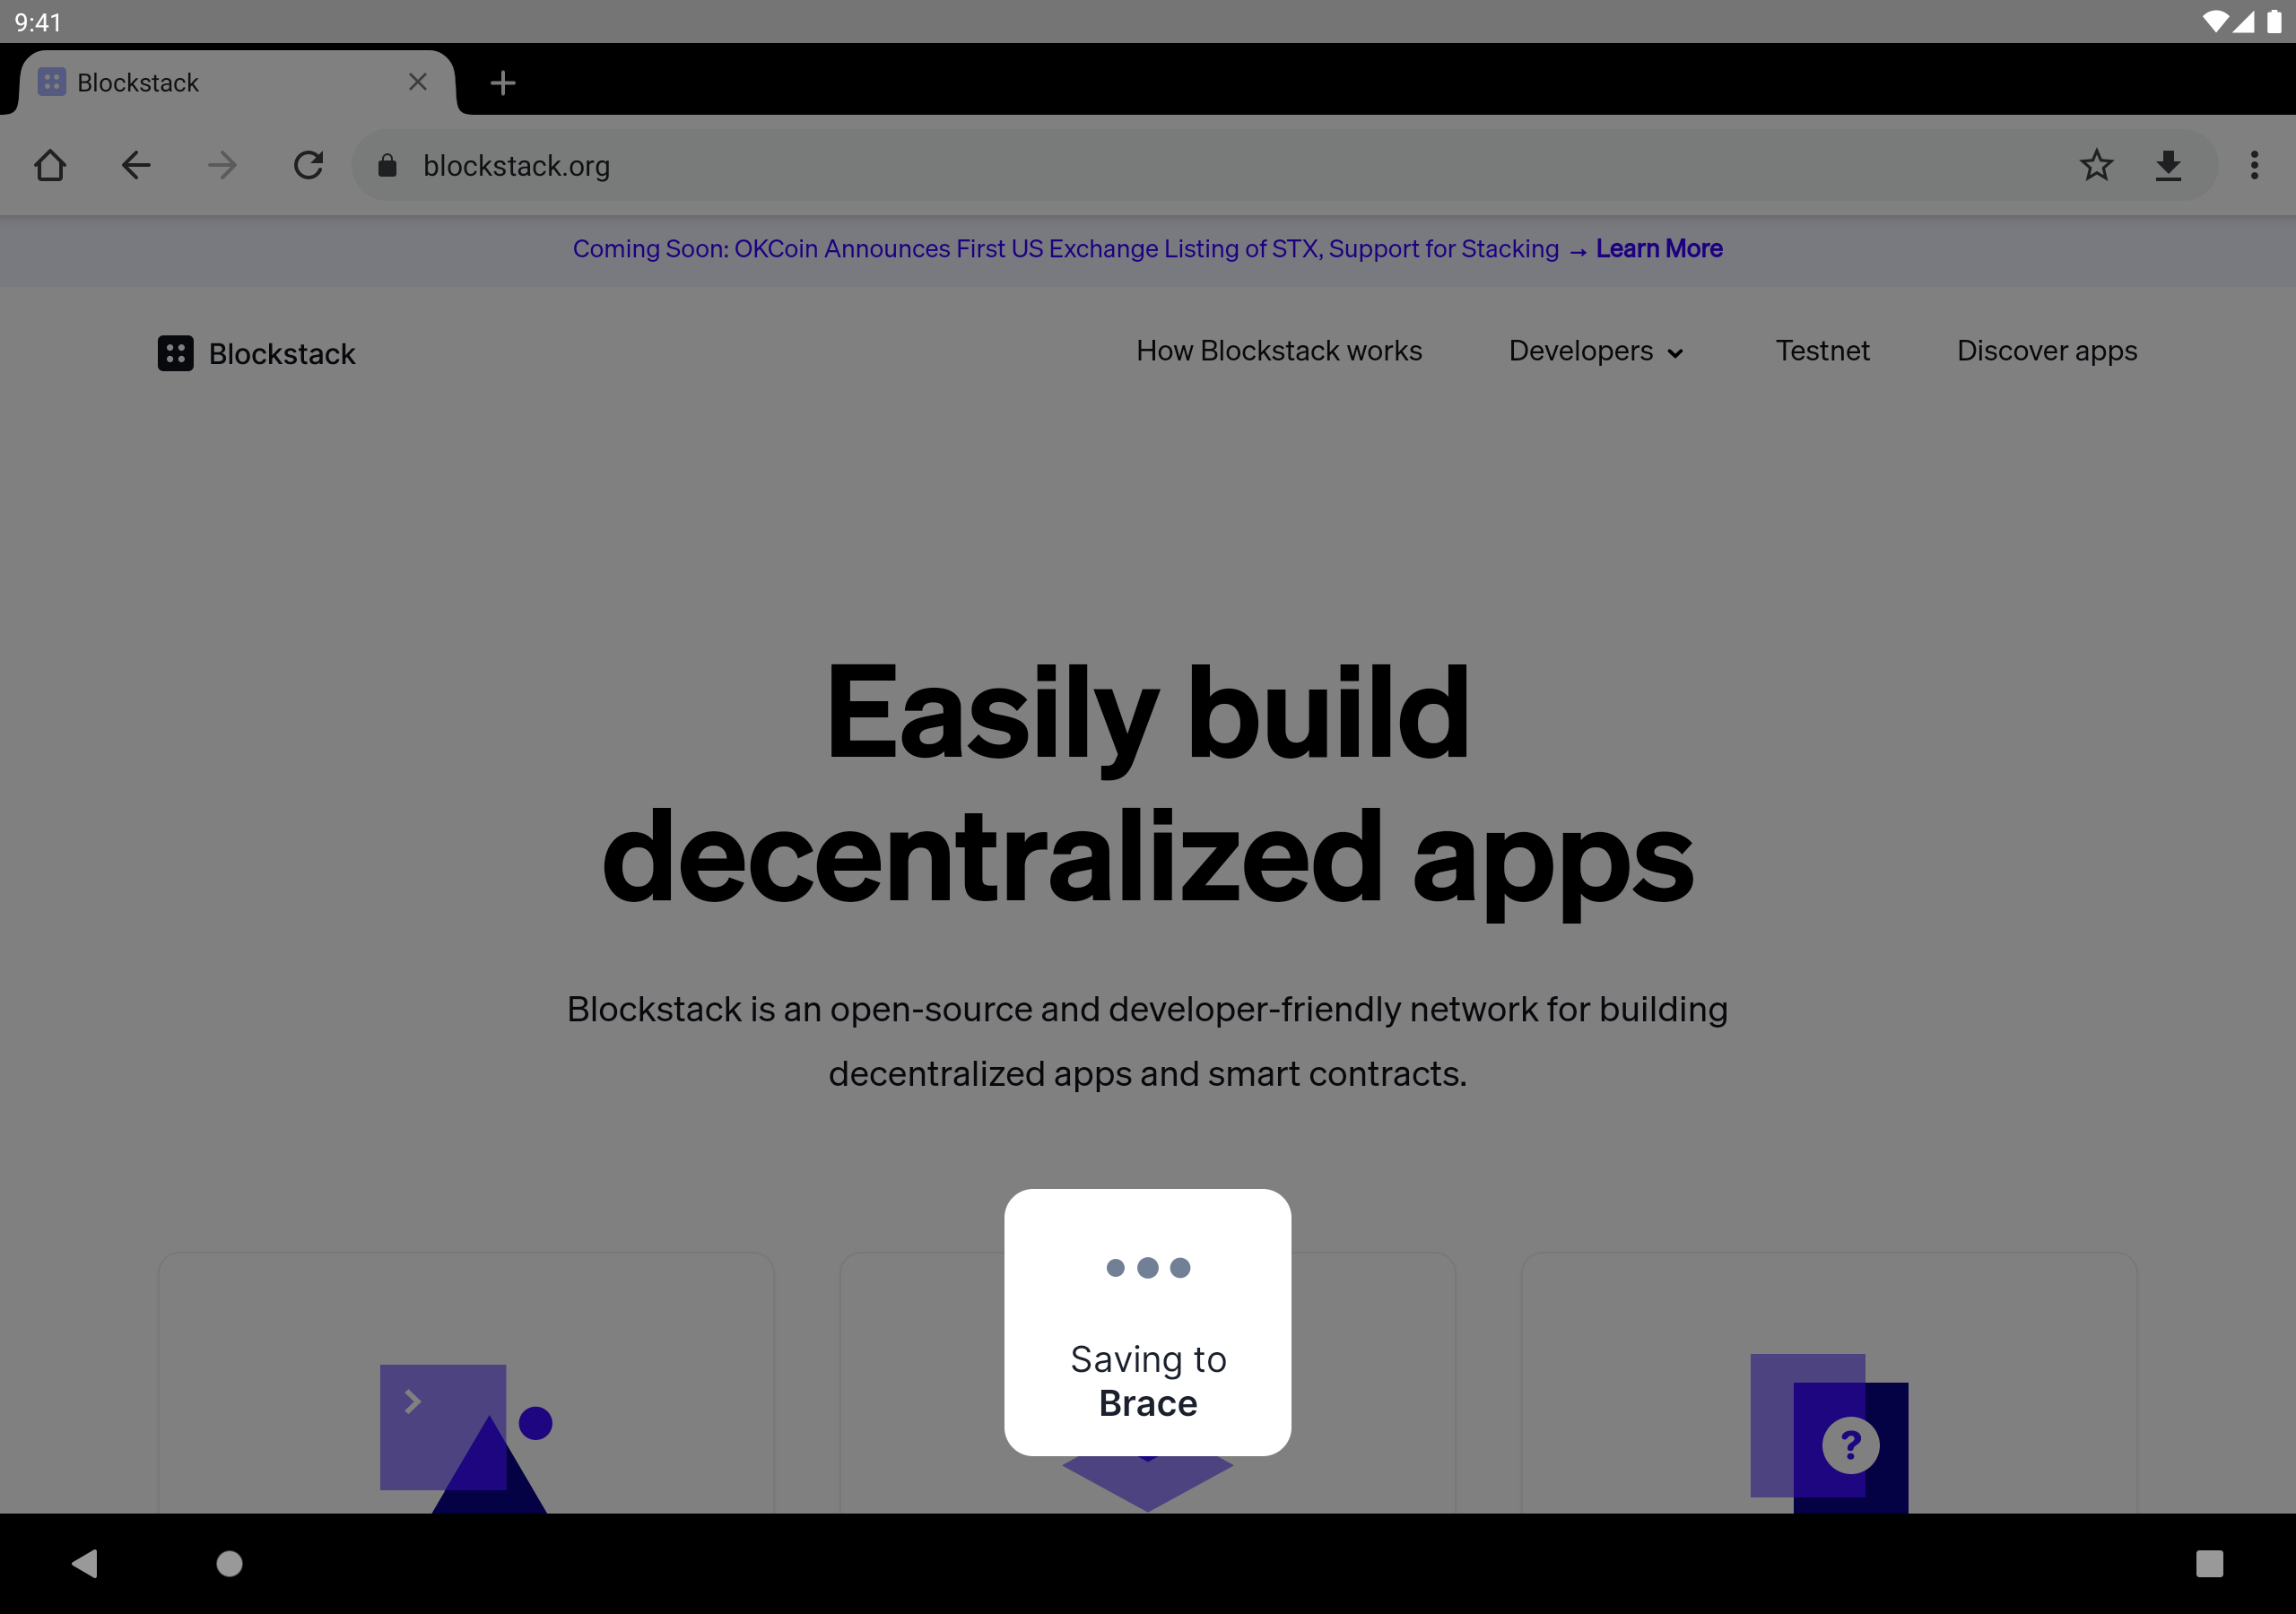 9:41
Blockstack
blockstack.org
Coming Soon: OKCoin Announces First US Exchange Listing of STX, Support for Stacking → Learn More
Blockstack
How Blockstack works
Developers
Testnet
Discover apps
Easily build
decentralized apps
Blockstack is an open-source and developer-friendly network for building
decentralized apps and smart contracts.
Saving to
Brace
?